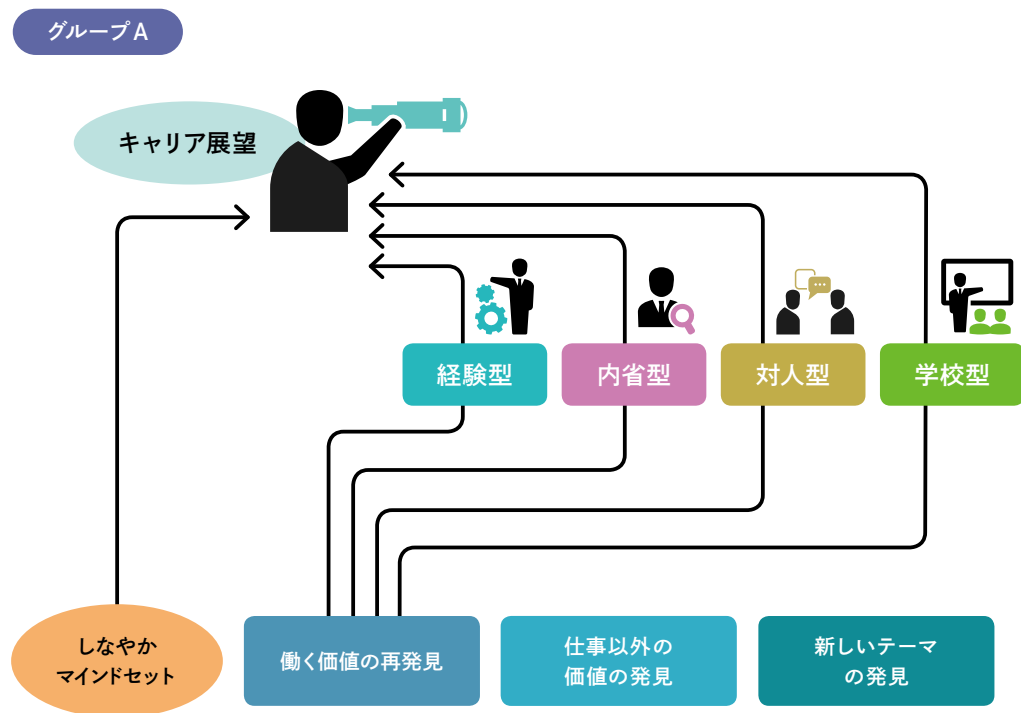 グループA
キャリア展望
経験型
内省型
対人型
学校型
しなやか
マインドセット
働く価値の再発見
仕事以外の
価値の発見
新しいテーマ
の発見